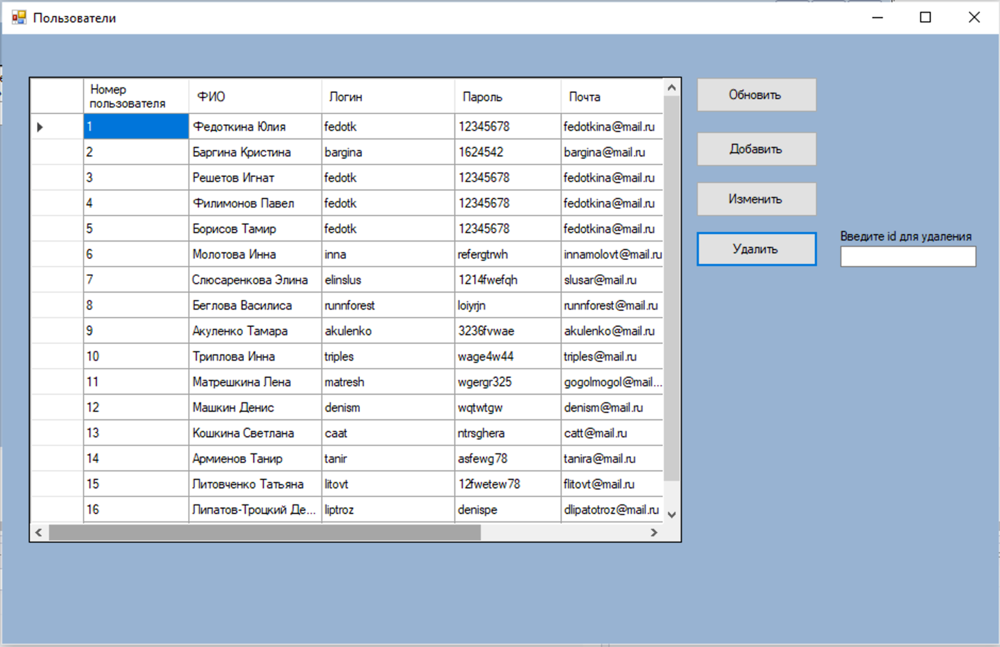 Пользователи
Номер пользователя ФИО Логин Пароль Почта
1 Федоткина Юлия fedotk 12345678 fedotkina@mail.ru
2 Баргина Кристина bargina 1624542 bargina@mail.ru
3 Решетов Игнат fedotk 12345678 fedotkina@mail.ru
4 Филимонов Павел fedotk 12345678 fedotkina@mail.ru
5 Борисов Тамир fedotk 12345678 fedotkina@mail.ru
6 Молотова Инна inna refergtrwh innamolovt@mail.ru
7 Слюсаренкова Элина elinslus 1214fwefqh slusar@mail.ru
8 Беглова Василиса runnforest loiyrjn runnforest@mail.ru
9 Акуленко Тамара akulenko 3236fvwae akulenko@mail.ru
10 Триплова Инна triples wage4w44 triples@mail.ru
11 Матрешкина Лена matresh wgergr325 gogolmogol@mail...
12 Машкин Денис denism wqtwtgw denism@mail.ru
13 Кошкина Светлана caat ntrsghera catt@mail.ru
14 Армиенов Танир tanir asfewg78 tanira@mail.ru
15 Литовченко Татьяна litovt 12fwetew78 flitovt@mail.ru
16 Липатов-Троцкий Де... liptroz denispe dlipatotroz@mail.ru
Обновить
Добавить
Изменить
Удалить
Введите id для удаления